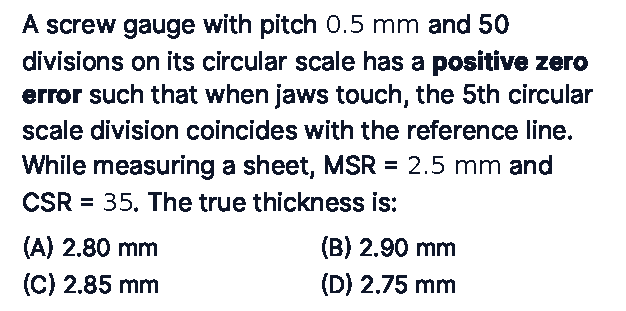 A screw gauge with pitch 0.5 mm and 50
divisions on its circular scale has a positive zero
error such that when jaws touch, the 5th circular
scale division coincides with the reference line.
While measuring a sheet, MSR = 2.5 mm and
CSR = 35. The true thickness is:
(A) 2.80 mm (B) 2.90 mm
(C) 2.85 mm (D) 2.75 mm